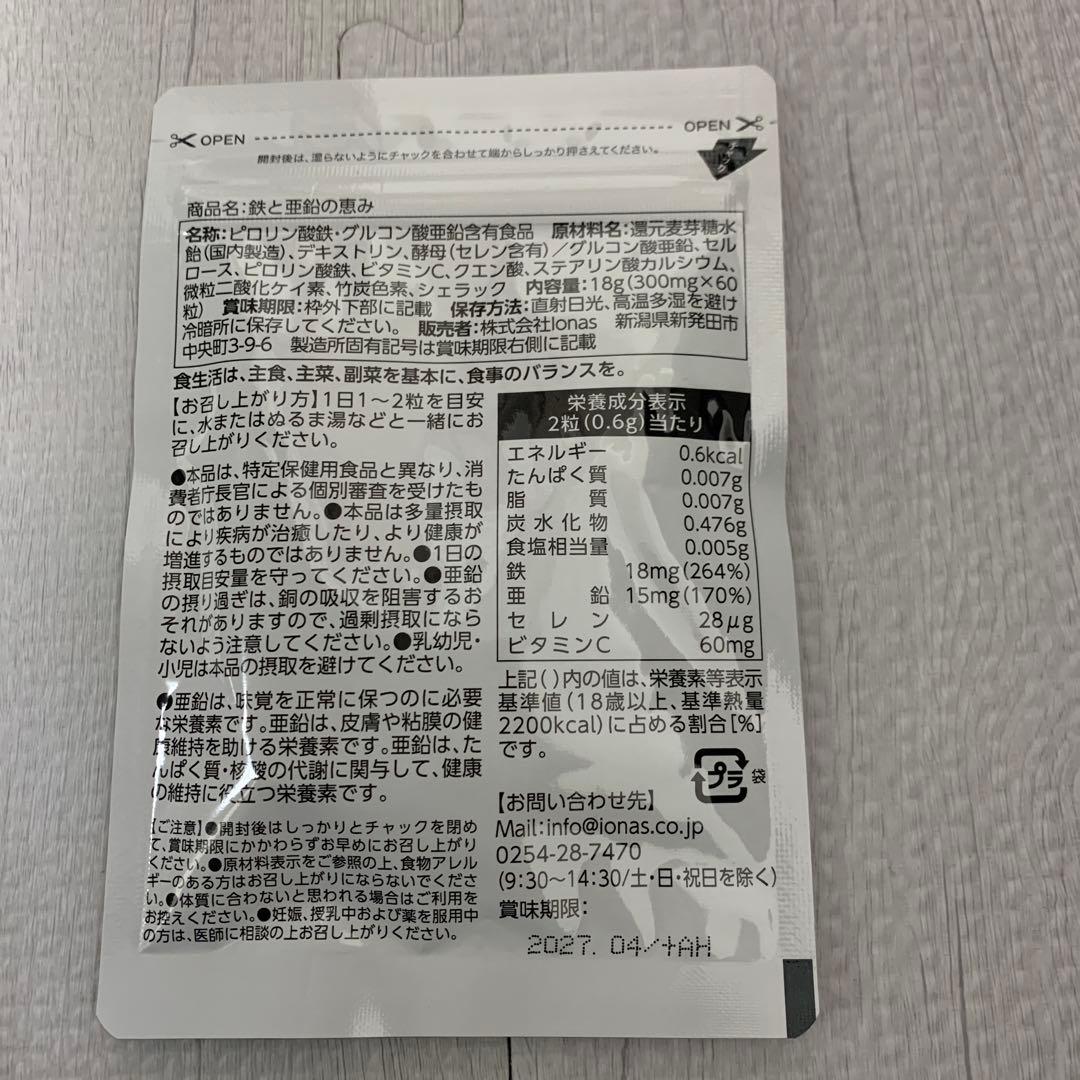 OPEN
OPEN
開封後は、湿らないようにチャックを合わせて端からしっかり押さえてください。
商品名:鉄と亜鉛の恵み
名称:ピロリン酸鉄・グルコン酸亜鉛含有食品 原材料名:還元麦芽糖水
飴(国内製造)、デキストリン、酵母(セレン含有)/グルコン酸亜鉛、セル
ロース、ピロリン酸鉄、ビタミンC、クエン酸、ステアリン酸カルシウム、
微粒二酸化ケイ素、竹炭色素、シェラック 内容量:18g(300mg×60
粒) 賞味期限:枠外下部に記載 保存方法:直射日光、高温多湿を避け
冷暗所に保存してください。 販売者:株式会社Ionas 新潟県新発田市
中央町3-9-6 製造所固有記号は賞味期限右側に記載
食生活は、主食、主菜、副菜を基本に、食事のバランスを。
【お召し上がり方】1日1~2粒を目安
に、水またはぬるま湯などと一緒にお
召し上がりください。
●本品は、特定保健用食品と異なり、消
費者庁長官による個別審査を受けたも
のではありません。●本品は多量摂取
により疾病が治癒したり、より健康が
増進するものではありません。●1日の
摂取目安量を守ってください。●亜鉛
の摂り過ぎは、銅の吸収を阻害するお
それがありますので、過剰摂取になら
ないよう注意してください。●乳幼児・
小児は本品の摂取を避けてください。
●亜鉛は、味覚を正常に保つのに必要
な栄養素です。亜鉛は、皮膚や粘膜の健
康維持を助ける栄養素です。亜鉛は、た
んぱく質・核酸の代謝に関与して、健康
の維持に役立つ栄養素です。
【ご注意】●開封後はしっかりとチャックを閉め
て、賞味期限にかかわらずお早めにお召し上がり
ください。●原材料表示をご参照の上、食物アレル
ギーのある方はお召し上がりにならないでくださ
い。●体質に合わないと思われる場合はご利用を
お控えください。●妊娠、授乳中および薬を服用中
の方は、医師に相談の上お召し上がりください。
栄養成分表示
2粒(0.6g)当たり
エネルギー 0.6kcal
たんぱく質 0.007g
脂質 0.007g
炭水化物 0.476g
食塩相当量 0.005g
鉄 18mg(264%)
亜鉛 15mg(170%)
セレン 28μg
ビタミンC 60mg
上記( )内の値は、栄養素等表示
基準値(18歳以上、基準熱量
2200kcal)に占める割合[%]
です。
プラ 袋
【お問い合わせ先】
Mail:info@ionas.co.jp
0254-28-7470
(9:30~14:30/土・日・祝日を除く)
賞味期限:
2027. 04/+AH